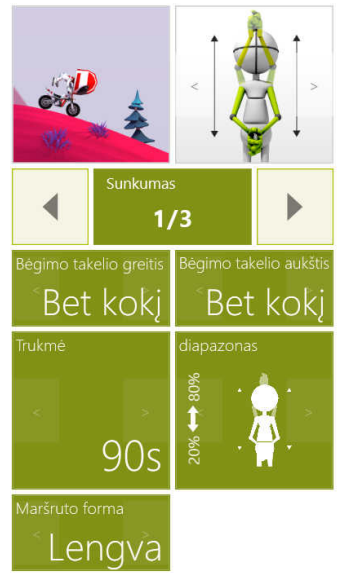 Sunkumas
1/3
Bėgimo takelio greitis
Bet kokį
Bėgimo takelio aukštis
Bet kokį
Trukmė
90s
diapazonas
20% 80%
Maršruto forma
Lengva